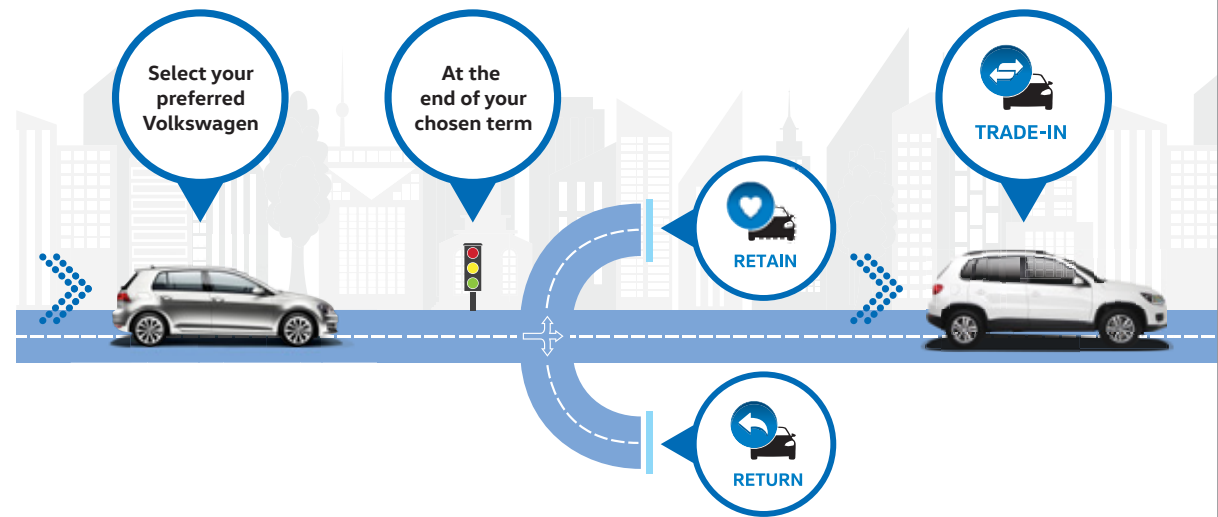 Select your
preferred
Volkswagen
At the
end of your
chosen term
RETAIN
RETURN
TRADE-IN